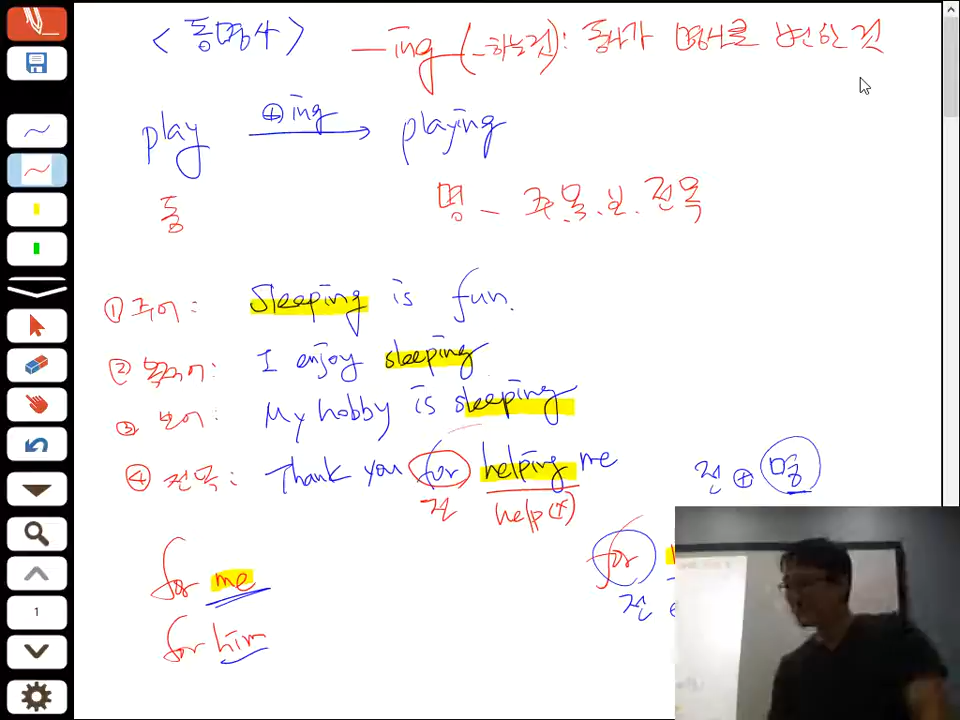 < 동명사 > —ing (~하는것): 동사가 명사로 변한 것
play ⊕ing → playing
동 명 - 주.목.보.전목
① 주어: Sleeping is fun.
② 목적어: I enjoy sleeping
③ 보어: My hobby is sleeping
④ 전목: Thank you for helping me
전 ⊕ 명
전 help(×)
for me
for
전
for him
1